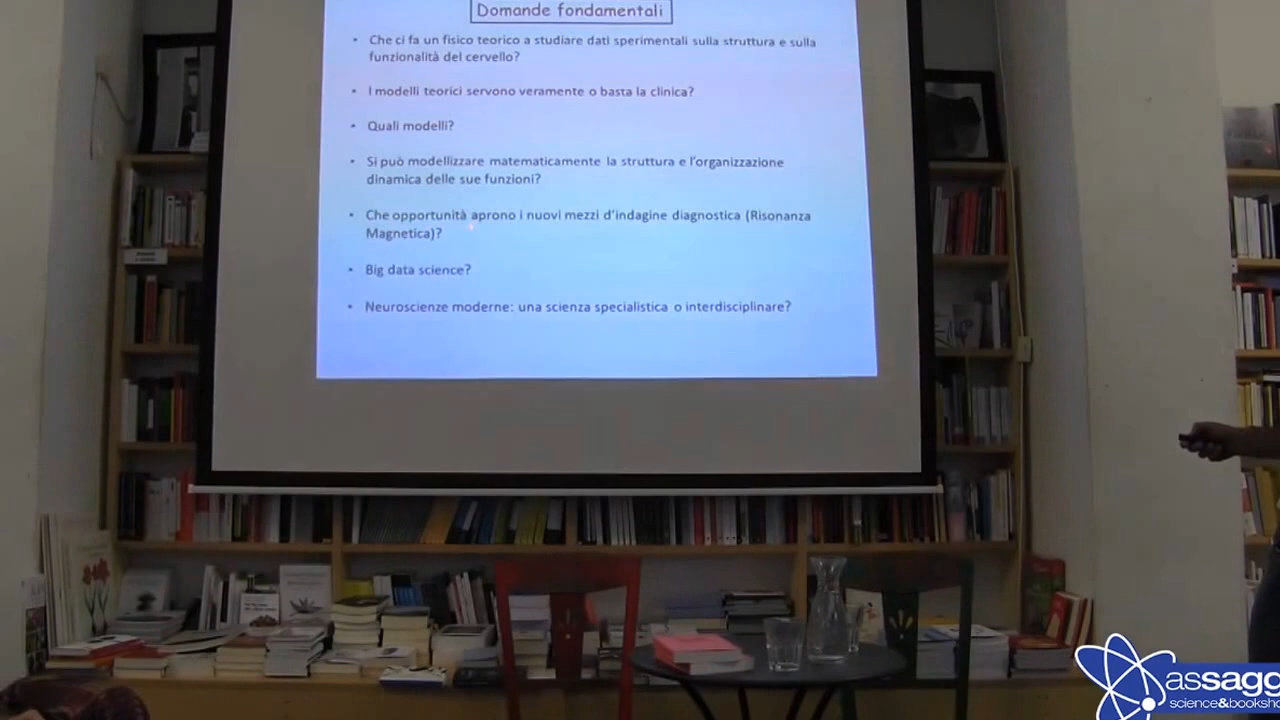 Domande fondamentali
• Che ci fa un fisico teorico a studiare dati sperimentali sulla struttura e sulla
funzionalità del cervello?
• I modelli teorici servono veramente o basta la clinica?
• Quali modelli?
• Si può modellizzare matematicamente la struttura e l'organizzazione
dinamica delle sue funzioni?
• Che opportunità aprono i nuovi mezzi d'indagine diagnostica (Risonanza
Magnetica)?
• Big data science?
• Neuroscienze moderne: una scienza specialistica o interdisciplinare?
assagg
science&booksho